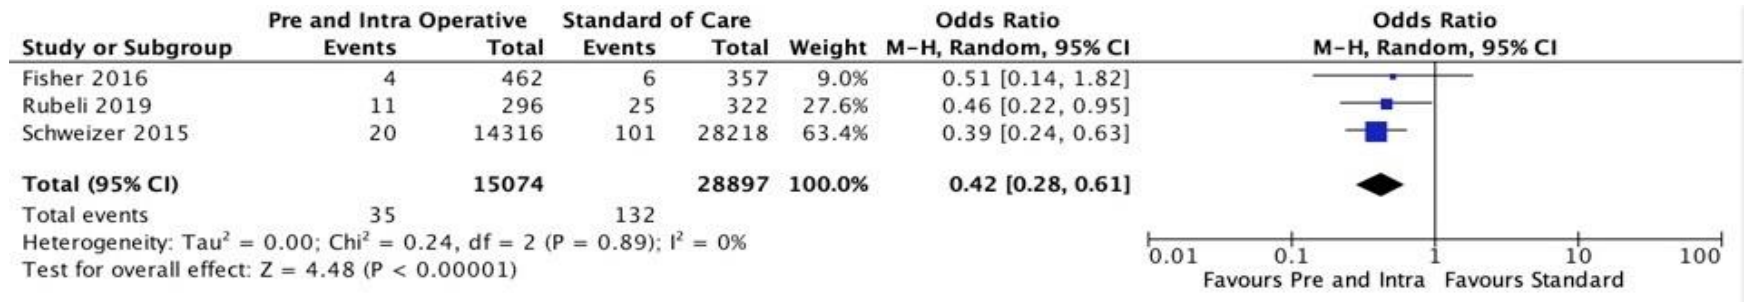 Pre and Intra Operative Standard of Care Odds Ratio Odds Ratio
Study or Subgroup Events Total Events Total Weight M-H, Random, 95% CI M-H, Random, 95% CI
Fisher 2016 4 462 6 357 9.0% 0.51 [0.14, 1.82]
Rubeli 2019 11 296 25 322 27.6% 0.46 [0.22, 0.95]
Schweizer 2015 20 14316 101 28218 63.4% 0.39 [0.24, 0.63]
Total (95% CI) 15074 28897 100.0% 0.42 [0.28, 0.61]
Total events 35 132
Heterogeneity: Tau² = 0.00; Chi² = 0.24, df = 2 (P = 0.89); I² = 0%
Test for overall effect: Z = 4.48 (P < 0.00001)
0.01 0.1 1 10 100
Favours Pre and Intra Favours Standard